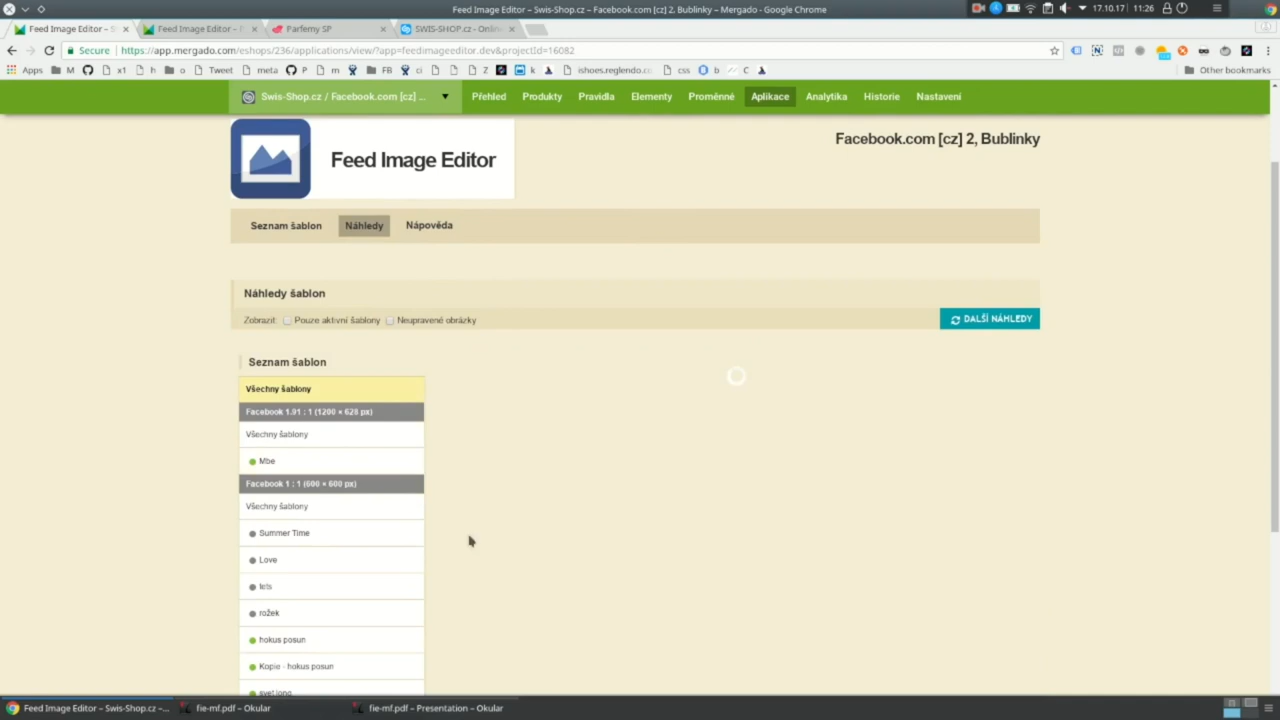 Feed Image Editor – Swis-Shop.cz – Facebook.com [cz] 2, Bublinky – Mergado - Google Chrome
17.10.17 11:26
Feed Image Editor –
Feed Image Editor –
Parfemy SP
SWIS-SHOP.cz - Onlin
Secure
https://app.mergado.com/eshops/236/applications/view/?app=feedimageeditor.dev&projectId=16082
Apps M x1 h o Tweet meta P m FB ci Z k ishoes.reglendo.c css b C
Other bookmarks
Swis-Shop.cz / Facebook.com [cz] ...
Přehled Produkty Pravidla Elementy Proměnné Aplikace Analytika Historie Nastavení
Feed Image Editor
Facebook.com [cz] 2, Bublinky
Seznam šablon Náhledy Nápověda
Náhledy šablon
Zobrazit: Pouze aktivní šablony Neupravené obrázky
DALŠÍ NÁHLEDY
Seznam šablon
Všechny šablony
Facebook 1.91 : 1 (1200 × 628 px)
Všechny šablony
Mbe
Facebook 1 : 1 (600 × 600 px)
Všechny šablony
Summer Time
Love
rožek
hokus posun
Kopie - hokus posun
Feed Image Editor – Swis-Shop.cz –...
fie-mf.pdf – Okular
fie-mf.pdf – Presentation – Okular